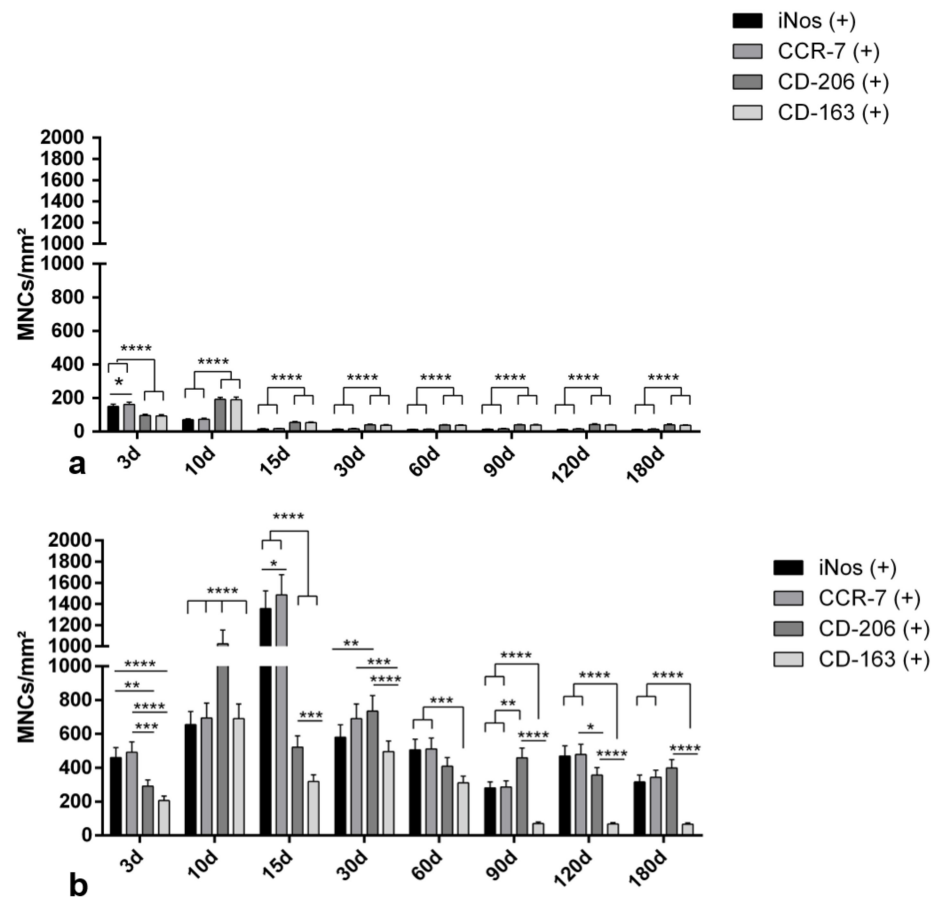 iNos (+)
CCR-7 (+)
CD-206 (+)
CD-163 (+)
MNCs/mm²
2000
1800
1600
1400
1200
1000
1000
800
600
400
200
0
****
*
****
****
****
****
****
****
****
3d
10d
15d
30d
60d
90d
120d
180d
a
iNos (+)
CCR-7 (+)
CD-206 (+)
CD-163 (+)
MNCs/mm²
2000
1800
1600
1400
1200
1000
1000
800
600
400
200
0
****
**
****
***
****
****
*
***
**
***
****
***
****
**
****
****
*
****
****
****
3d
10d
15d
30d
60d
90d
120d
180d
b